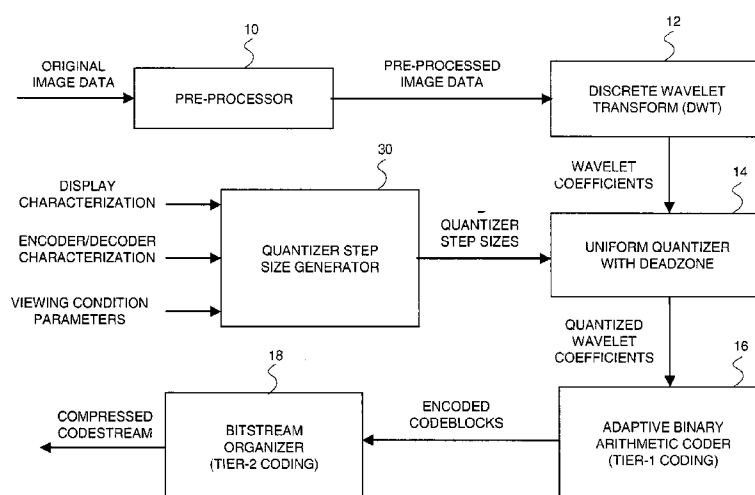 10
12
ORIGINAL
IMAGE DATA
PRE-PROCESSOR
PRE-PROCESSED
IMAGE DATA
DISCRETE WAVELET
TRANSFORM (DWT)
30
WAVELET
COEFFICIENTS
14
DISPLAY
CHARACTERIZATION
ENCODER/DECODER
CHARACTERIZATION
VIEWING CONDITION
PARAMETERS
QUANTIZER STEP
SIZE GENERATOR
QUANTIZER
STEP SIZES
UNIFORM QUANTIZER
WITH DEADZONE
QUANTIZED
WAVELET
COEFFICIENTS
18
16
COMPRESSED
CODESTREAM
BITSTREAM
ORGANIZER
(TIER-2 CODING)
ENCODED
CODEBLOCKS
ADAPTIVE BINARY
ARITHMETIC CODER
(TIER-1 CODING)